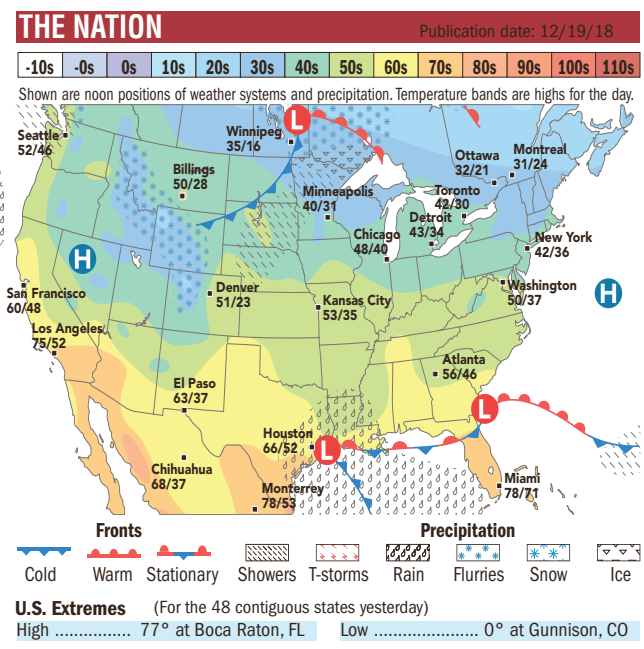 THE NATION
Publication date: 12/19/18
-10s -0s 0s 10s 20s 30s 40s 50s 60s 70s 80s 90s 100s 110s
Shown are noon positions of weather systems and precipitation. Temperature bands are highs for the day.
L
Seattle
52/46
Winnipeg
35/16
Billings
50/28
Ottawa
32/21
Montreal
31/24
Minneapolis
40/31
Toronto
42/30
Detroit
43/34
Chicago
48/40
New York
42/36
H
Denver
51/23
Kansas City
53/35
Washington
50/37
H
San Francisco
60/48
Los Angeles
75/52
Atlanta
56/46
El Paso
63/37
L
Houston
66/52
L
Chihuahua
68/37
Monterrey
78/53
Miami
78/71
Fronts
Precipitation
Cold Warm Stationary Showers T-storms Rain Flurries Snow Ice
U.S. Extremes (For the 48 contiguous states yesterday)
High ................ 77° at Boca Raton, FL
Low ...................... 0° at Gunnison, CO